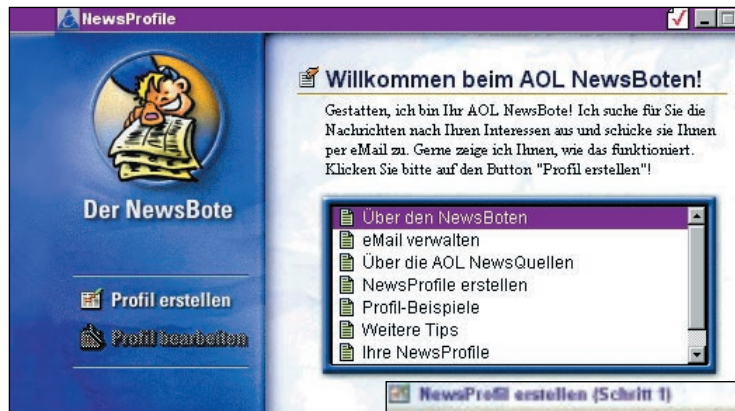 NewsProfile
Willkommen beim AOL NewsBoten!
Gestatten, ich bin Ihr AOL NewsBote! Ich suche für Sie die
Nachrichten nach Ihren Interessen aus und schicke sie Ihnen
per eMail zu. Gerne zeige ich Ihnen, wie das funktioniert.
Klicken Sie bitte auf den Button "Profil erstellen"!
Der NewsBote
Profil erstellen
Profil bearbeiten
Über den NewsBoten
eMail verwalten
Über die AOL NewsQuellen
NewsProfile erstellen
Profil-Beispiele
Weitere Tips
Ihre NewsProfile
NewsProfil erstellen (Schritt 1)